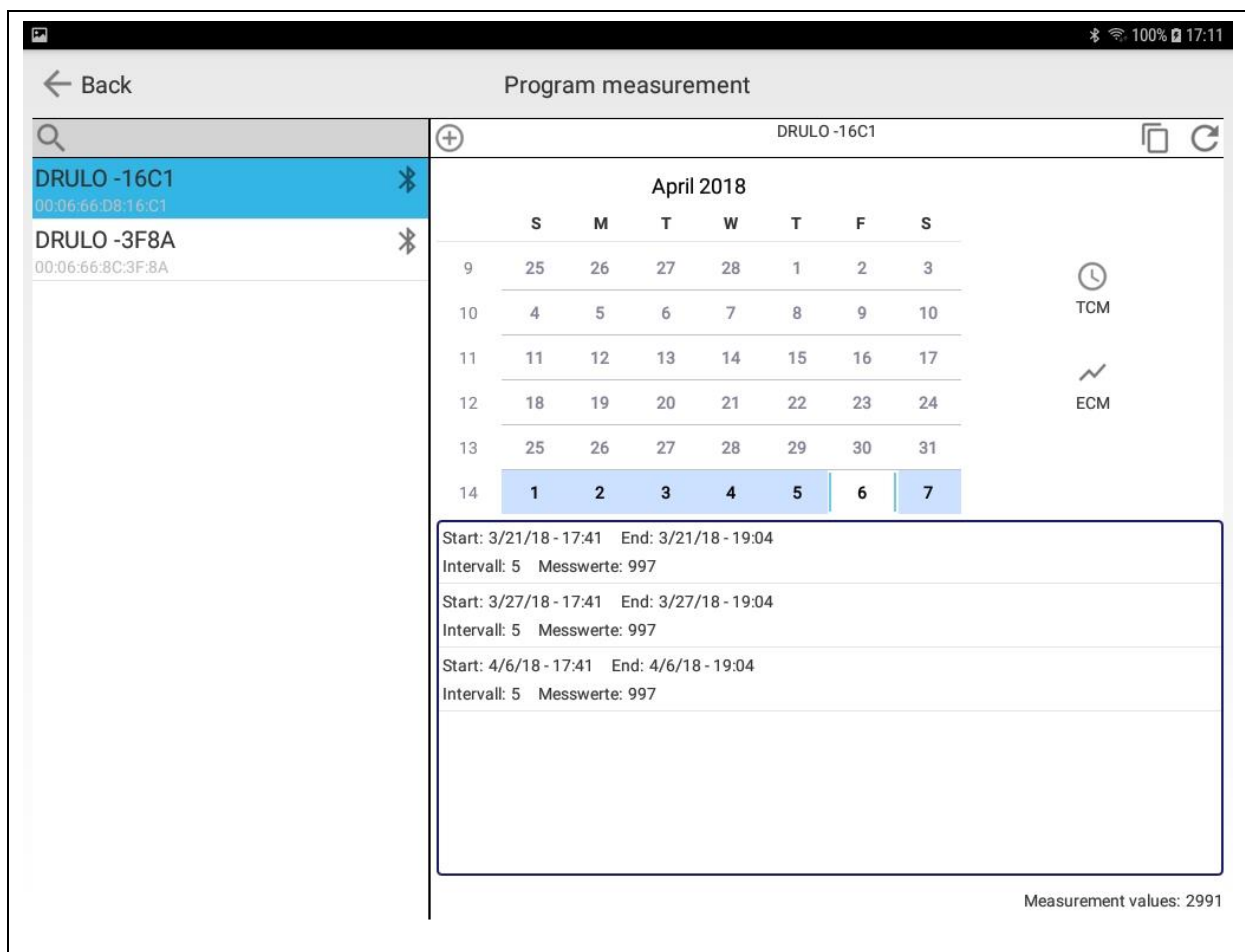 100% 17:11
Back Program measurement
DRULO -16C1
00:06:66:D8:16:C1
DRULO -3F8A
00:06:66:8C:3F:8A
DRULO -16C1
April 2018
S M T W T F S
9 25 26 27 28 1 2 3
10 4 5 6 7 8 9 10
11 11 12 13 14 15 16 17
12 18 19 20 21 22 23 24
13 25 26 27 28 29 30 31
14 1 2 3 4 5 6 7
TCM
ECM
Start: 3/21/18 - 17:41 End: 3/21/18 - 19:04
Intervall: 5 Messwerte: 997
Start: 3/27/18 - 17:41 End: 3/27/18 - 19:04
Intervall: 5 Messwerte: 997
Start: 4/6/18 - 17:41 End: 4/6/18 - 19:04
Intervall: 5 Messwerte: 997
Measurement values: 2991